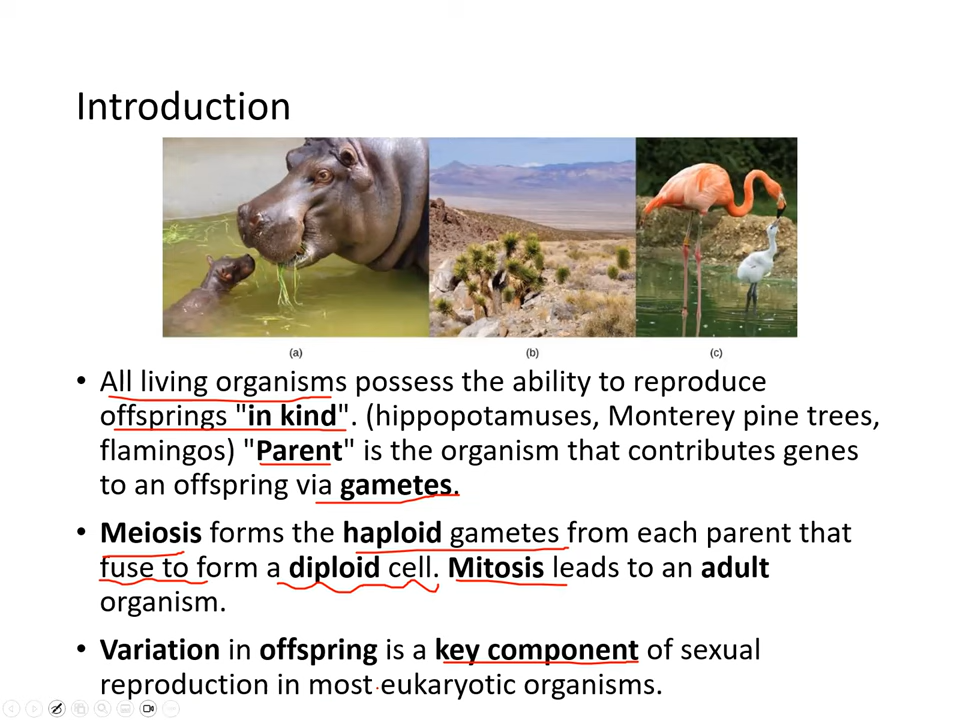 Introduction
(a) (b) (c)
• All living organisms possess the ability to reproduce
offsprings "in kind". (hippopotamuses, Monterey pine trees,
flamingos) "Parent" is the organism that contributes genes
to an offspring via gametes.
• Meiosis forms the haploid gametes from each parent that
fuse to form a diploid cell. Mitosis leads to an adult
organism.
• Variation in offspring is a key component of sexual
reproduction in most eukaryotic organisms.